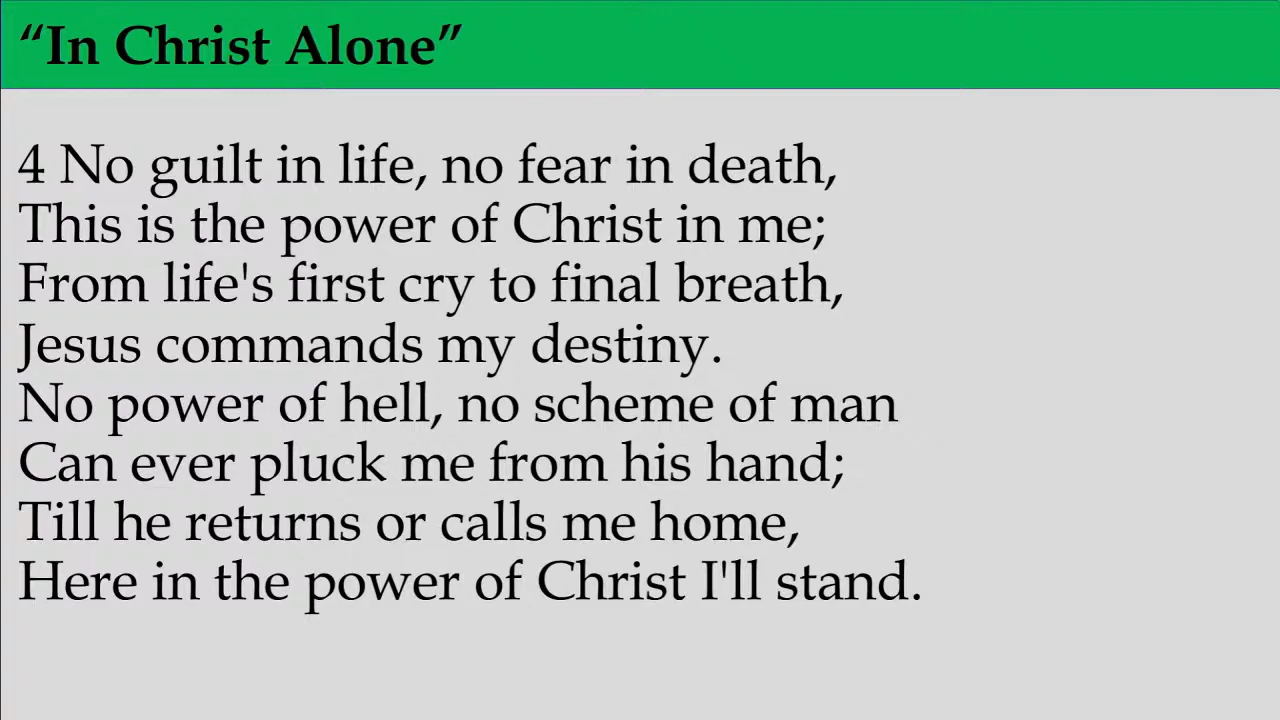 “In Christ Alone”
4 No guilt in life, no fear in death,
This is the power of Christ in me;
From life's first cry to final breath,
Jesus commands my destiny.
No power of hell, no scheme of man
Can ever pluck me from his hand;
Till he returns or calls me home,
Here in the power of Christ I'll stand.